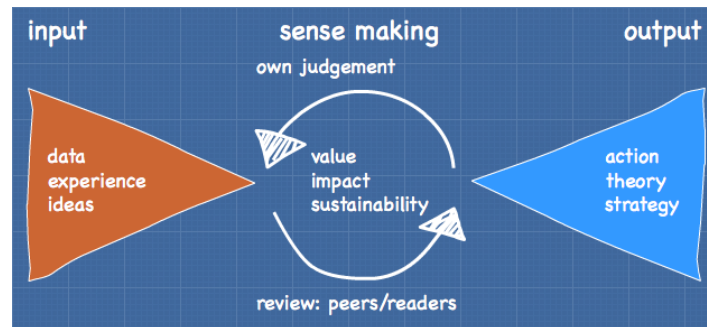 input
sense making
output
own judgement
data
experience
ideas
value
impact
sustainability
action
theory
strategy
review: peers/readers